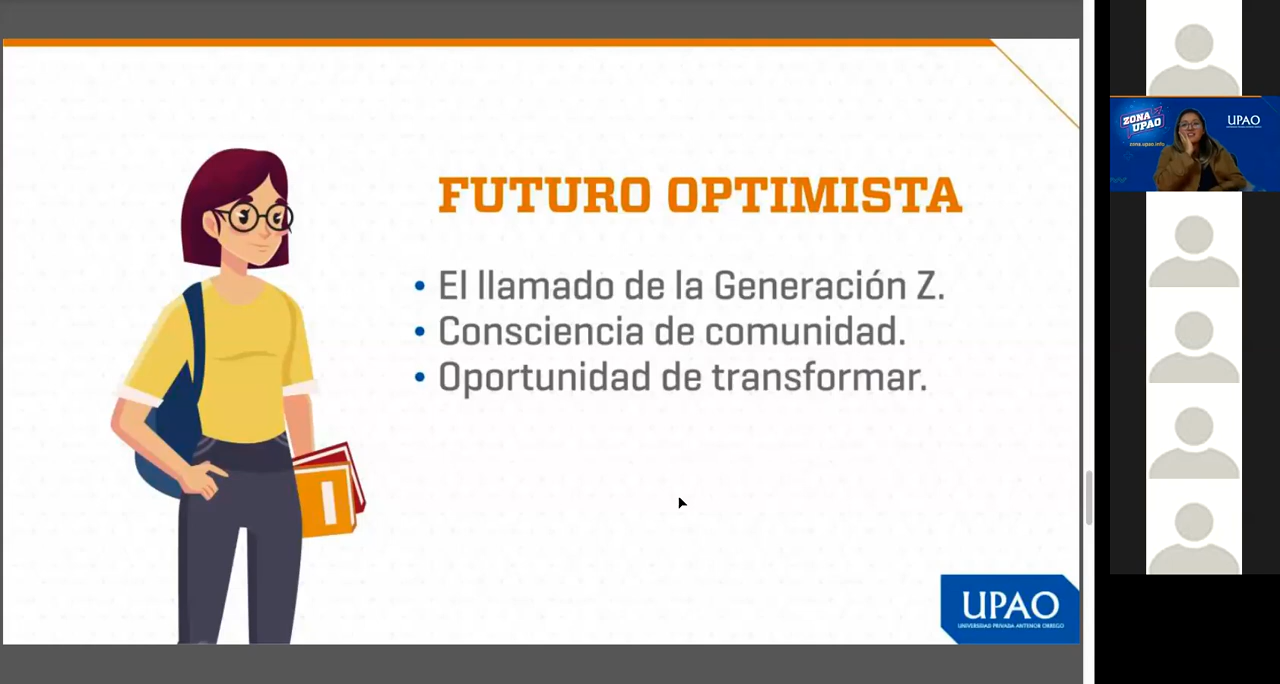 FUTURO OPTIMISTA
• El llamado de la Generación Z.
• Consciencia de comunidad.
• Oportunidad de transformar.
UPAO
UNIVERSIDAD PRIVADA ANTENOR ORREGO
ZONA
UPAO
zona.upao.info
UPAO